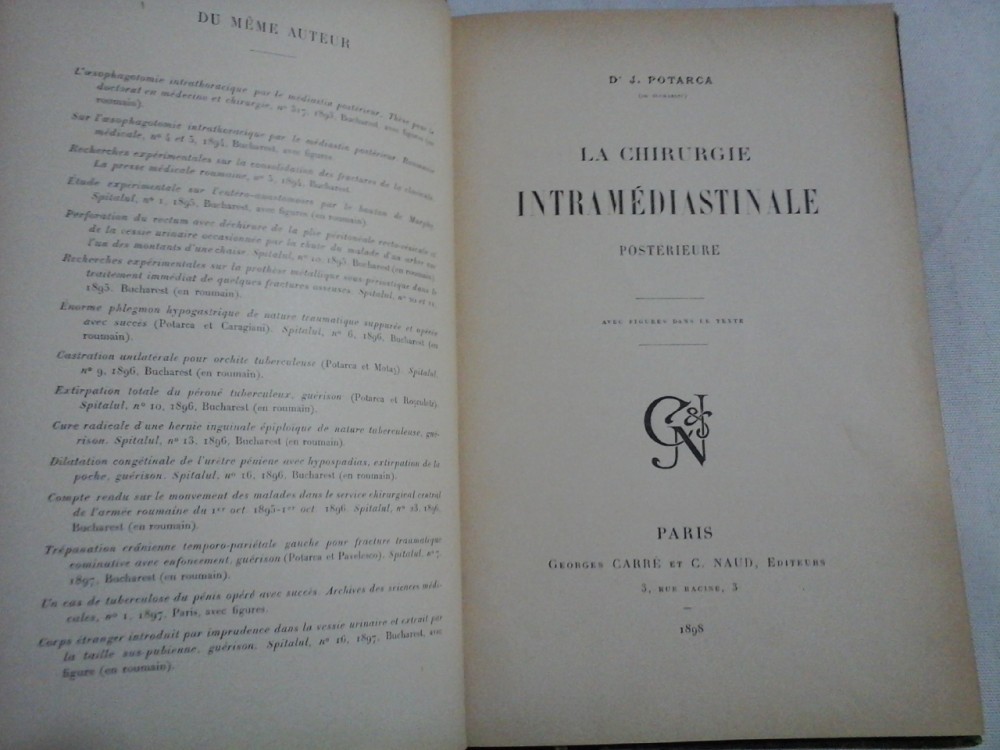 DU MÊME AUTEUR
L'œsophagotomie intrathoracique par le médiastin postérieur. Thèse pour le
doctorat en médecine et chirurgie, nº 317, 1893, Bucharest, avec figures (en
roumain).
Sur l'œsophagotomie intrathoracique par le médiastin postérieur. Roumanie
médicale, nº 4 et 5, 1894, Bucharest, avec figures.
Recherches expérimentales sur la consolidation des fractures de la clavicule.
La presse médicale roumaine, nº 3, 1894, Bucharest.
Étude expérimentale sur l'entéro-anastomose par le bouton de Murphy.
Spitalul, nº 1, 1895, Bucharest, avec figures (en roumain).
Perforation du rectum avec déchirure de la plie péritonéale recto-vésicale et
de la vessie urinaire occasionnée par la chute du malade d'un arbre sur
l'un des montants d'une chaise. Spitalul, nº 10, 1895, Bucharest (en roumain).
Recherches expérimentales sur la prothèse métallique sous-périostique dans le
traitement immédiat de quelques fractures osseuses. Spitalul, nº 10 et 11,
1895. Bucharest (en roumain).
Énorme phlegmon hypogastrique de nature traumatique suppurée et opérée
avec succès (Potarca et Caragiani). Spitalul, nº 6, 1896, Bucharest (en
roumain).
Castration unilatérale pour orchite tuberculeuse (Potarca et Motaş). Spitalul,
nº 9, 1896, Bucharest (en roumain).
Extirpation totale du péroné tuberculeux, guérison (Potarca et
Spitalul, nº 10, 1896, Bucharest (en roumain).
Cure radicale d'une hernie inguinale épiploïque de nature tuberculeuse, gué-
rison. Spitalul, nº 13, 1896, Bucharest (en roumain).
Dilatation congétinale de l'urètre pénienne avec hypospadias, extirpation de la
poche, guérison. Spitalul, nº 16, 1896, Bucharest (en roumain).
Compte rendu sur le mouvement des malades dans le service chirurgical central
de l'armée roumaine du 1er oct. 1895-1er oct. 1896. Spitalul, nº 23, 1896,
Bucharest (en roumain).
Trépanation crânienne temporo-pariétale gauche pour fracture traumatique
cominutive avec enfoncement, guérison (Potarca et Pavelesco). Spitalul, nº 7,
1897, Bucharest (en roumain).
Un cas de tuberculose du pénis opéré avec succès. Archives des sciences médi-
cales, nº 1, 1897, Paris, avec figures.
Corps étranger introduit par imprudence dans la vessie urinaire et extrait par
la taille sus-pubienne, guérison. Spitalul, nº 16, 1897, Bucharest, avec
figure (en roumain).
Dr J. POTARCA
(DE BUCHAREST)
LA CHIRURGIE
INTRAMÉDIASTINALE
POSTÉRIEURE
AVEC FIGURES DANS LE TEXTE
PARIS
GEORGES CARRÉ ET C. NAUD, ÉDITEURS
3, RUE RACINE, 3
1898